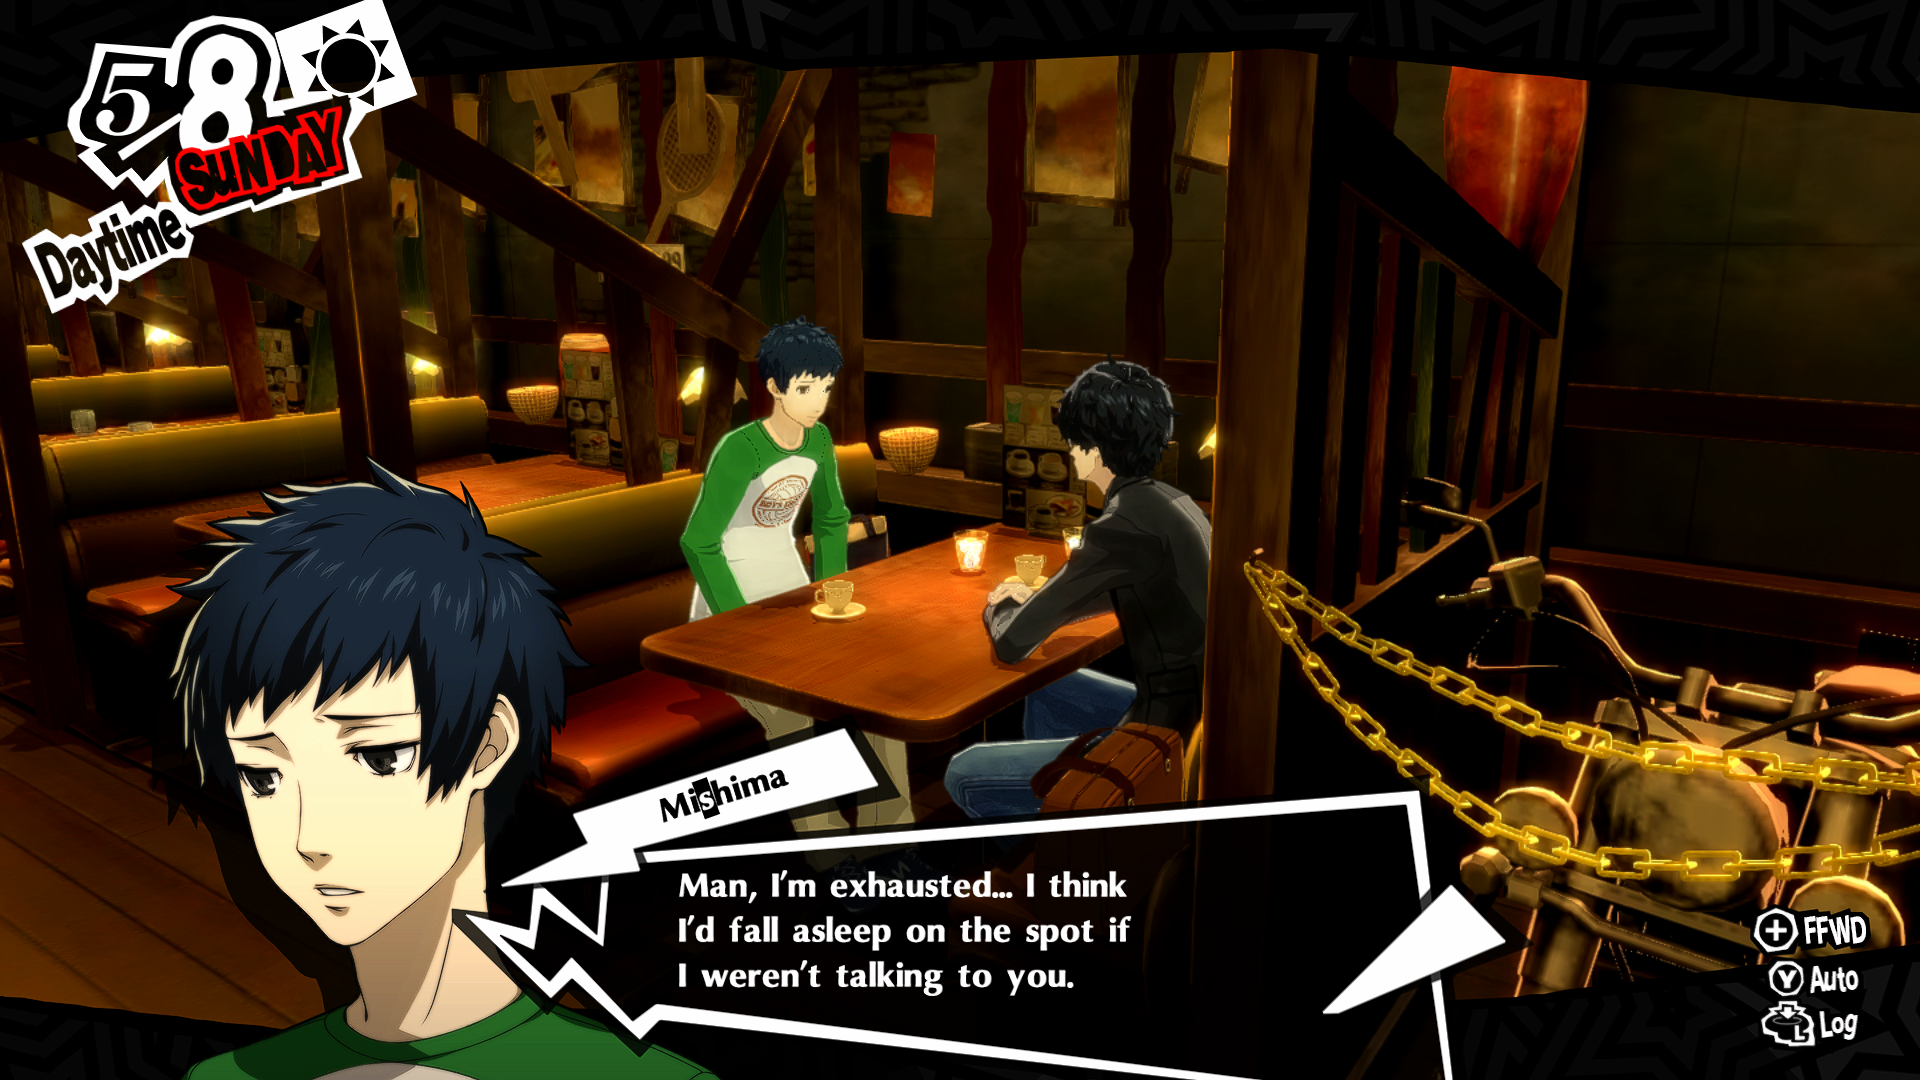 5/8
SUNDAY
Daytime
Mishima
Man, I'm exhausted... I think
I'd fall asleep on the spot if
I weren't talking to you.
+ FFWD
Y Auto
L Log